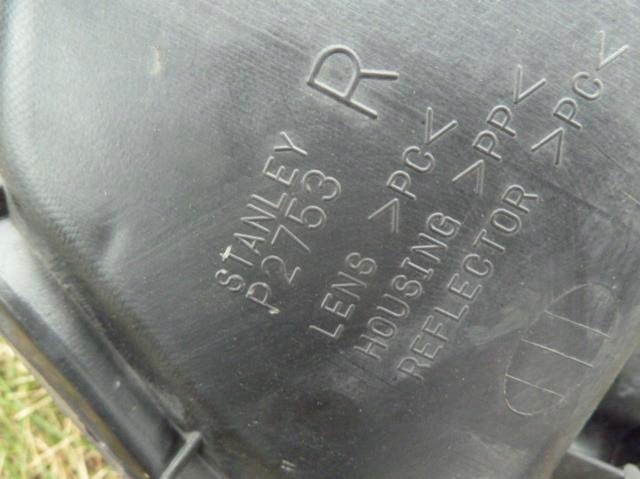 R
STANLEY
P2753
LENS >PC<
HOUSING >PP<
REFLECTOR >PC<